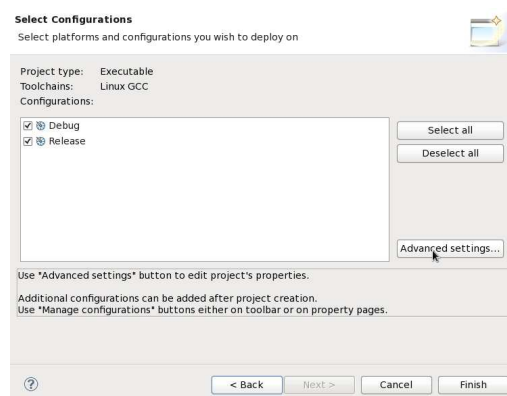 Select Configurations
Select platforms and configurations you wish to deploy on
Project type: Executable
Toolchains: Linux GCC
Configurations:
Debug
Release
Select all
Deselect all
Advanced settings...
Use "Advanced settings" button to edit project's properties.
Additional configurations can be added after project creation.
Use "Manage configurations" buttons either on toolbar or on property pages.
? < Back Next > Cancel Finish